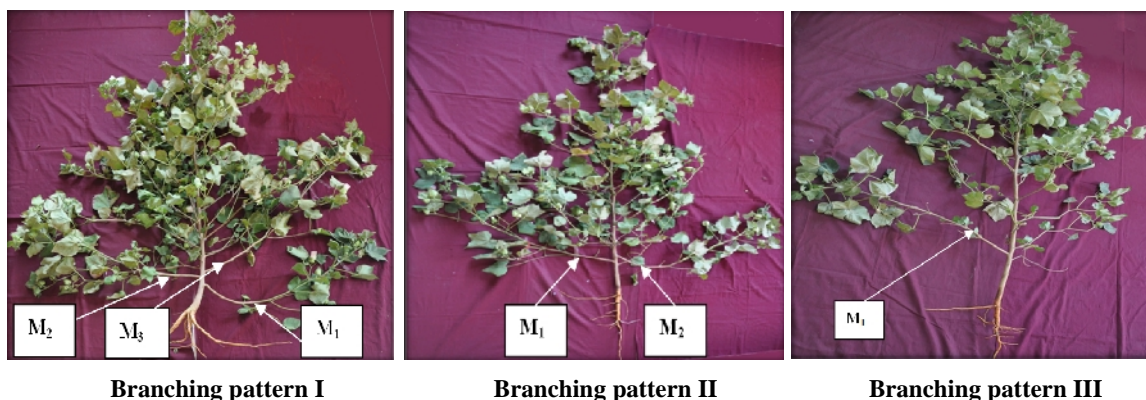 M₂
M₃
M₁
M₁
M₂
M₁
Branching pattern I
Branching pattern II
Branching pattern III